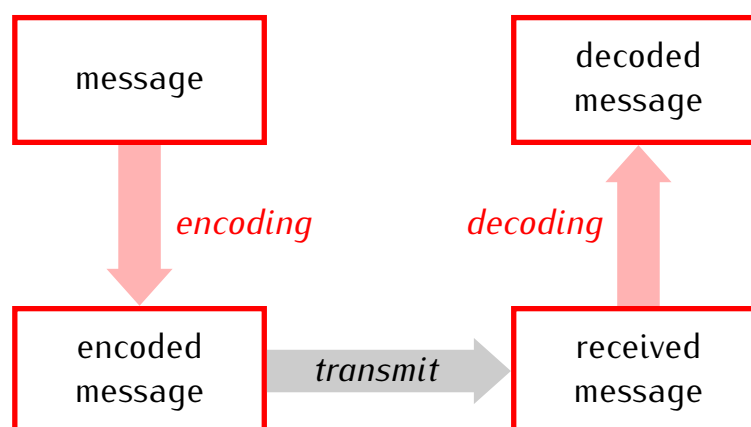 message
decoded
message
encoding
decoding
encoded
message
transmit
received
message